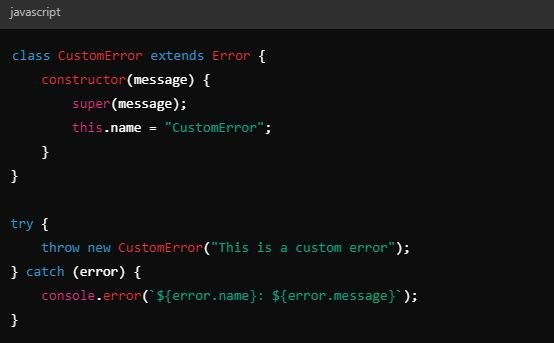 javascript
class CustomError extends Error {
    constructor(message) {
        super(message);
        this.name = "CustomError";
    }
}

try {
    throw new CustomError("This is a custom error");
} catch (error) {
    console.error(`${error.name}: ${error.message}`);
}